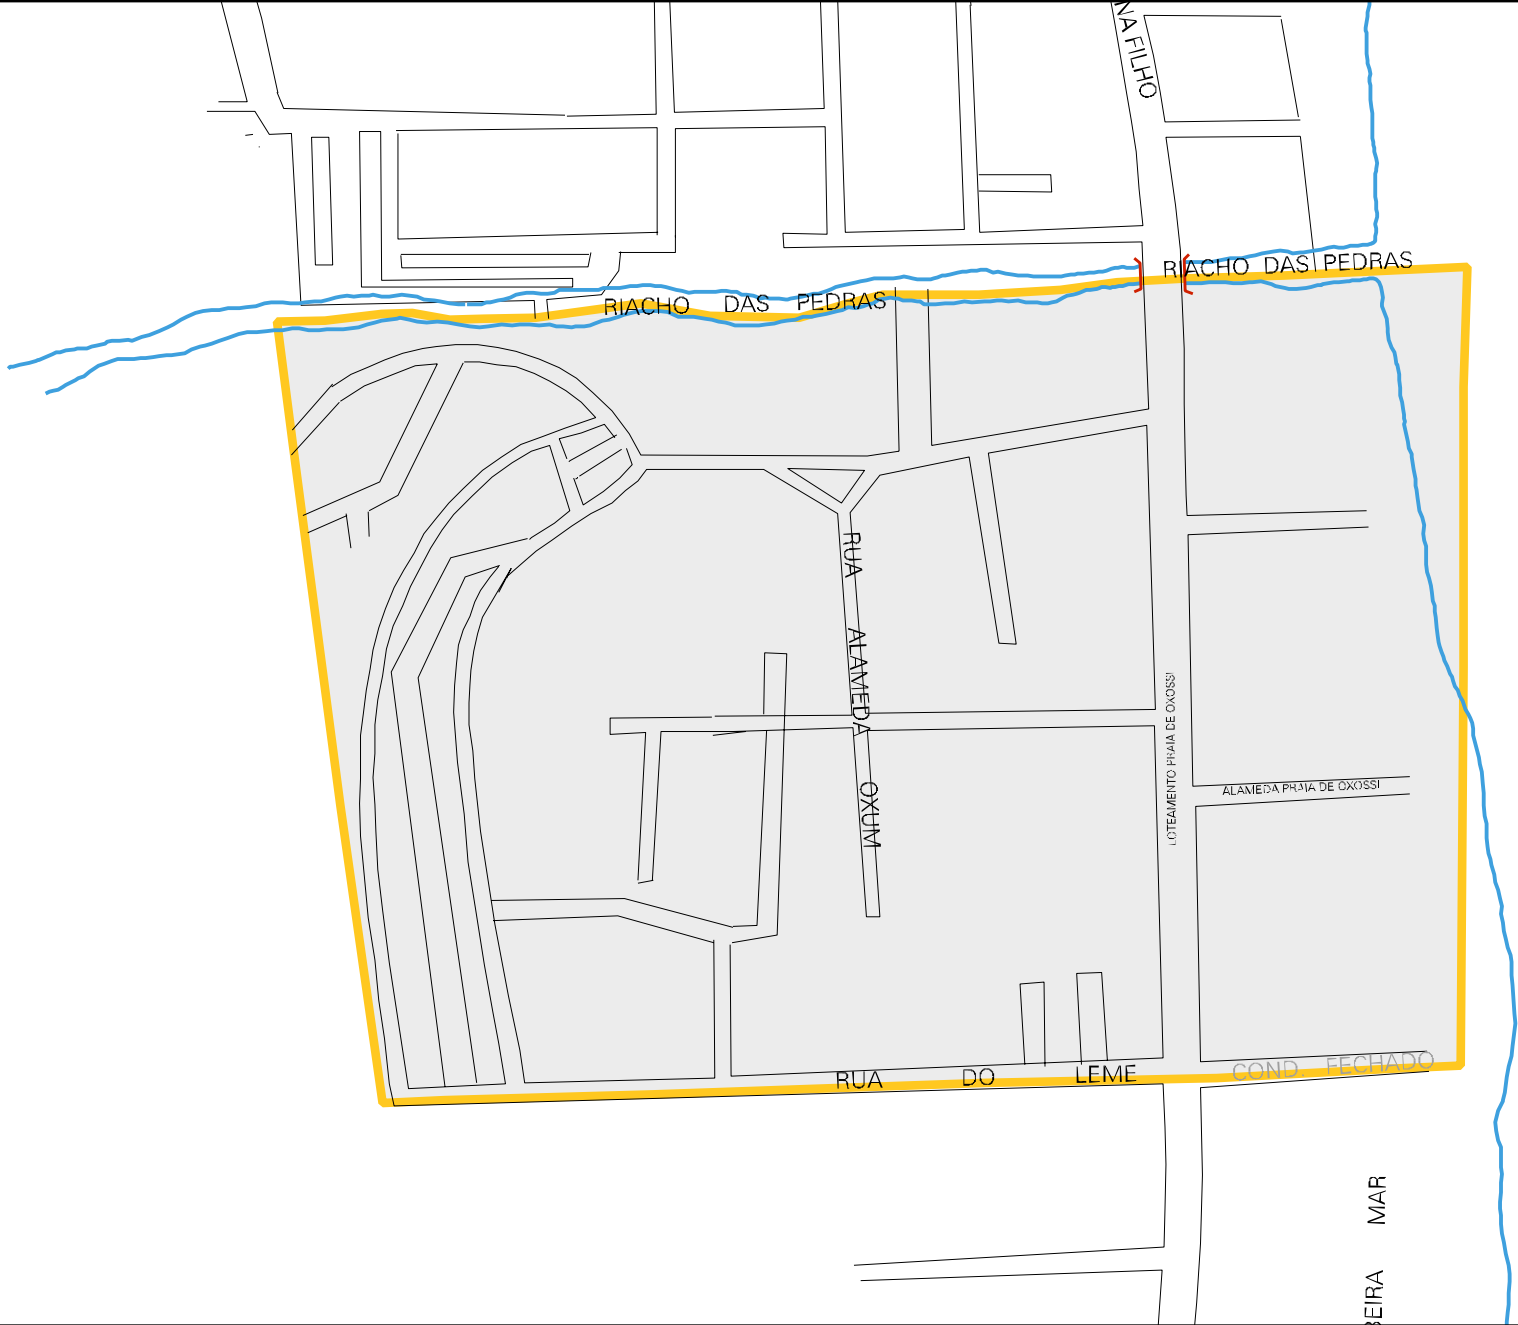 NA FILHO
RIACHO DAS PEDRAS
RIACHO DAS PEDRAS
RUA ALAMEDA OXUM
LOTEAMENTO PRAIA DE OXOSSI
ALAMEDA PRAIA DE OXOSSI
RUA DO LEME
COND. FECHADO
BEIRA MAR